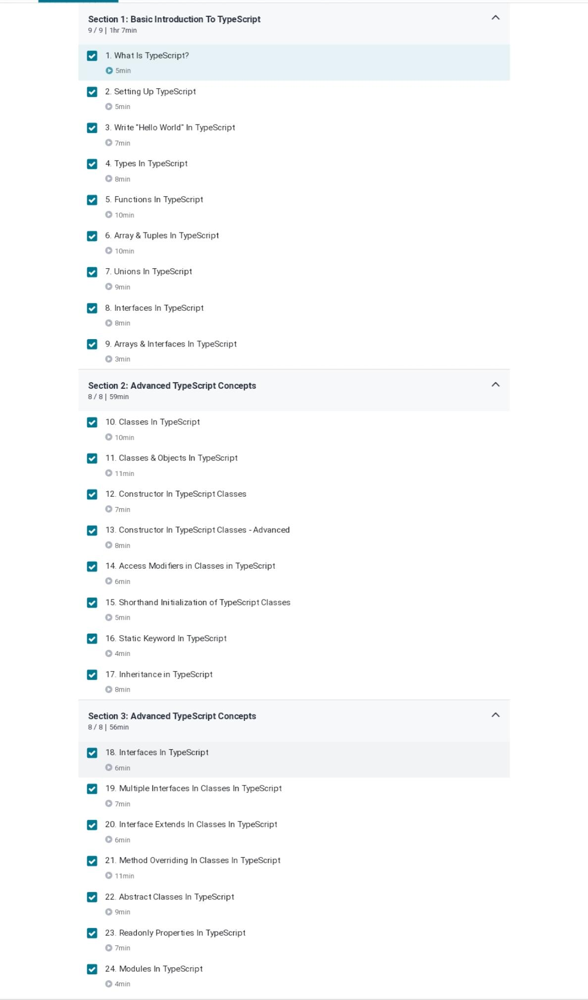 Section 1: Basic Introduction To TypeScript
9 / 9 | 1hr 7min
1. What Is TypeScript?
5min
2. Setting Up TypeScript
5min
3. Write "Hello World" In TypeScript
7min
4. Types In TypeScript
8min
5. Functions In TypeScript
10min
6. Array & Tuples In TypeScript
10min
7. Unions In TypeScript
9min
8. Interfaces In TypeScript
8min
9. Arrays & Interfaces In TypeScript
3min
Section 2: Advanced TypeScript Concepts
8 / 8 | 59min
10. Classes In TypeScript
10min
11. Classes & Objects In TypeScript
11min
12. Constructor In TypeScript Classes
7min
13. Constructor In TypeScript Classes - Advanced
8min
14. Access Modifiers in Classes in TypeScript
6min
15. Shorthand Initialization of TypeScript Classes
5min
16. Static Keyword In TypeScript
4min
17. Inheritance in TypeScript
8min
Section 3: Advanced TypeScript Concepts
8 / 8 | 56min
18. Interfaces In TypeScript
6min
19. Multiple Interfaces In Classes In TypeScript
7min
20. Interface Extends In Classes In TypeScript
6min
21. Method Overriding In Classes In TypeScript
11min
22. Abstract Classes In TypeScript
9min
23. Readonly Properties In TypeScript
7min
24. Modules In TypeScript
4min